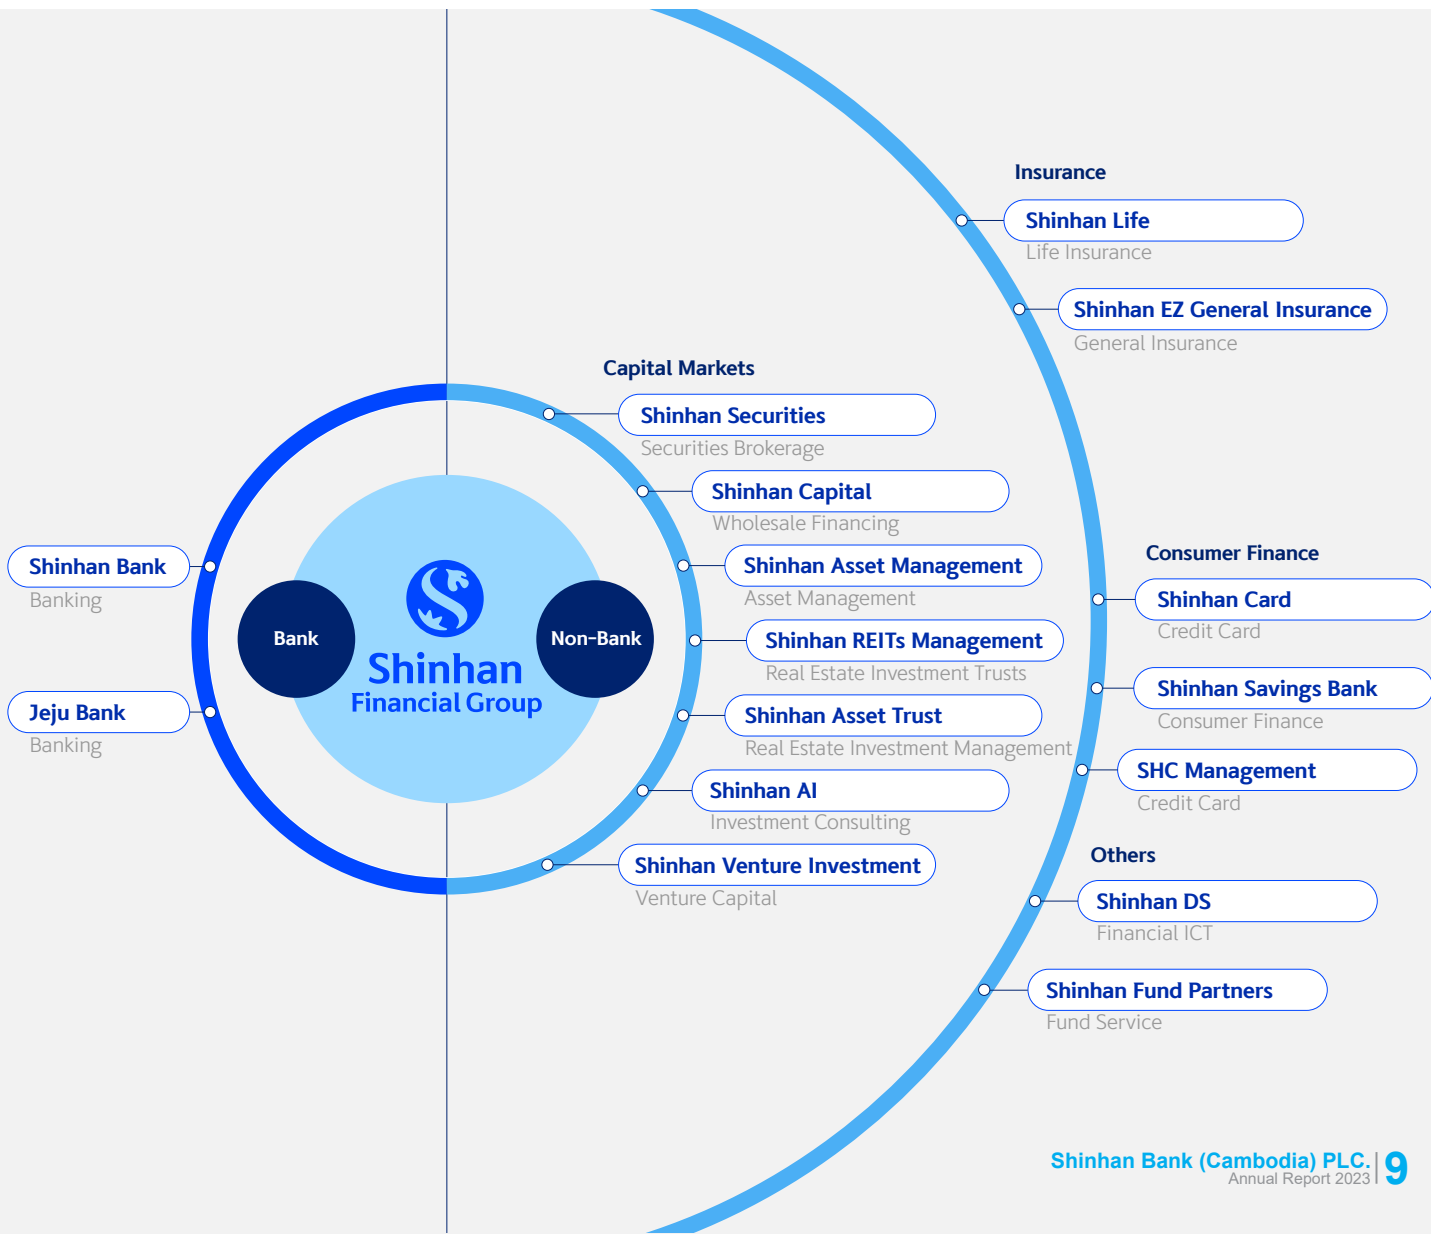 Insurance
Shinhan Life
Life Insurance
Shinhan EZ General Insurance
General Insurance
Capital Markets
Shinhan Securities
Securities Brokerage
Shinhan Capital
Wholesale Financing
Shinhan Asset Management
Asset Management
Shinhan REITs Management
Real Estate Investment Trusts
Shinhan Asset Trust
Real Estate Investment Management
Shinhan AI
Investment Consulting
Shinhan Venture Investment
Venture Capital
Shinhan Bank
Banking
Jeju Bank
Banking
Bank
Shinhan
Financial Group
Non-Bank
Consumer Finance
Shinhan Card
Credit Card
Shinhan Savings Bank
Consumer Finance
SHC Management
Credit Card
Others
Shinhan DS
Financial ICT
Shinhan Fund Partners
Fund Service
Shinhan Bank (Cambodia) PLC.
Annual Report 2023
9